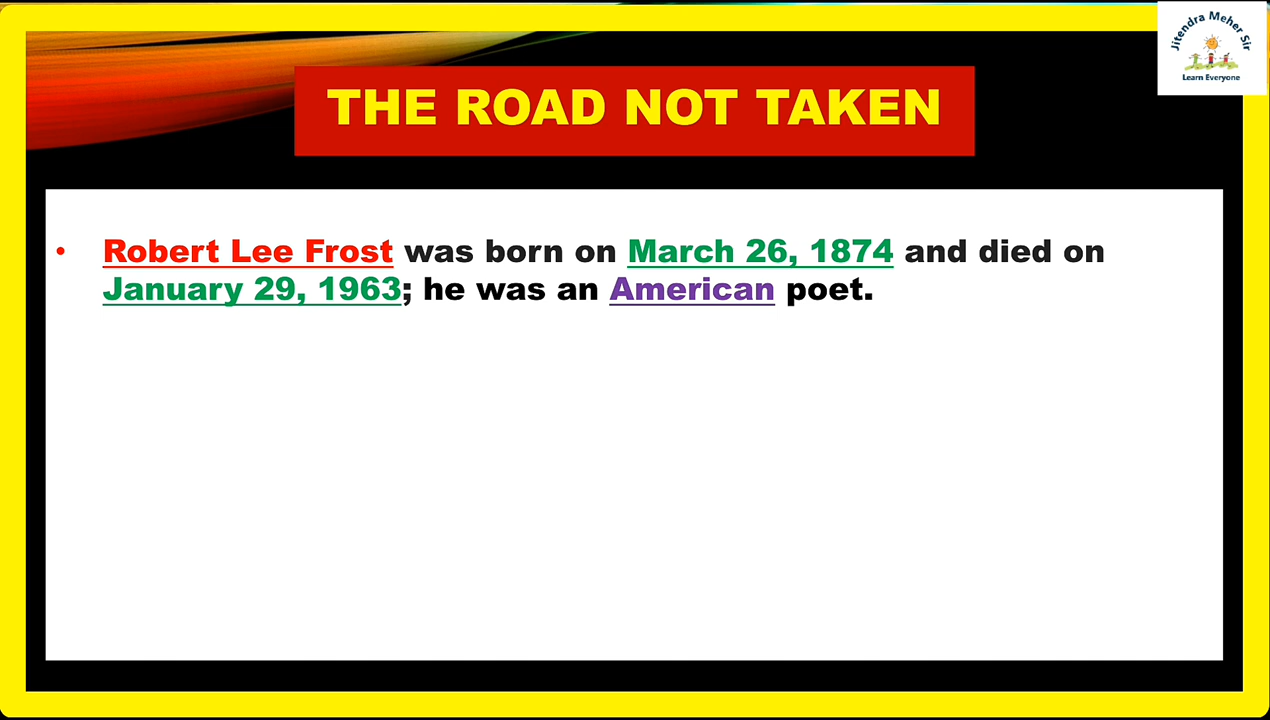 Jitendra Meher Sir
Learn Everyone
THE ROAD NOT TAKEN
• Robert Lee Frost was born on March 26, 1874 and died on
January 29, 1963; he was an American poet.